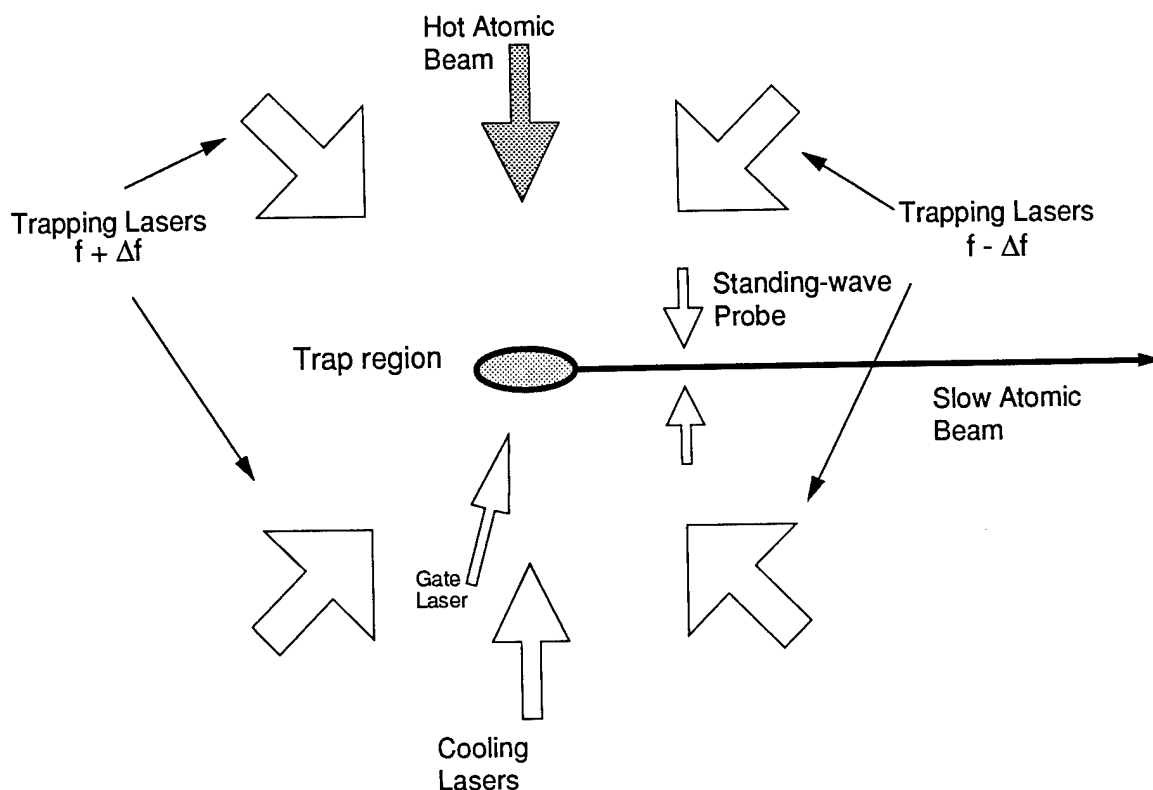 Hot Atomic
Beam
Trapping Lasers
f + Δf
Trapping Lasers
f - Δf
Standing-wave
Probe
Trap region
Slow Atomic
Beam
Gate
Laser
Cooling
Lasers